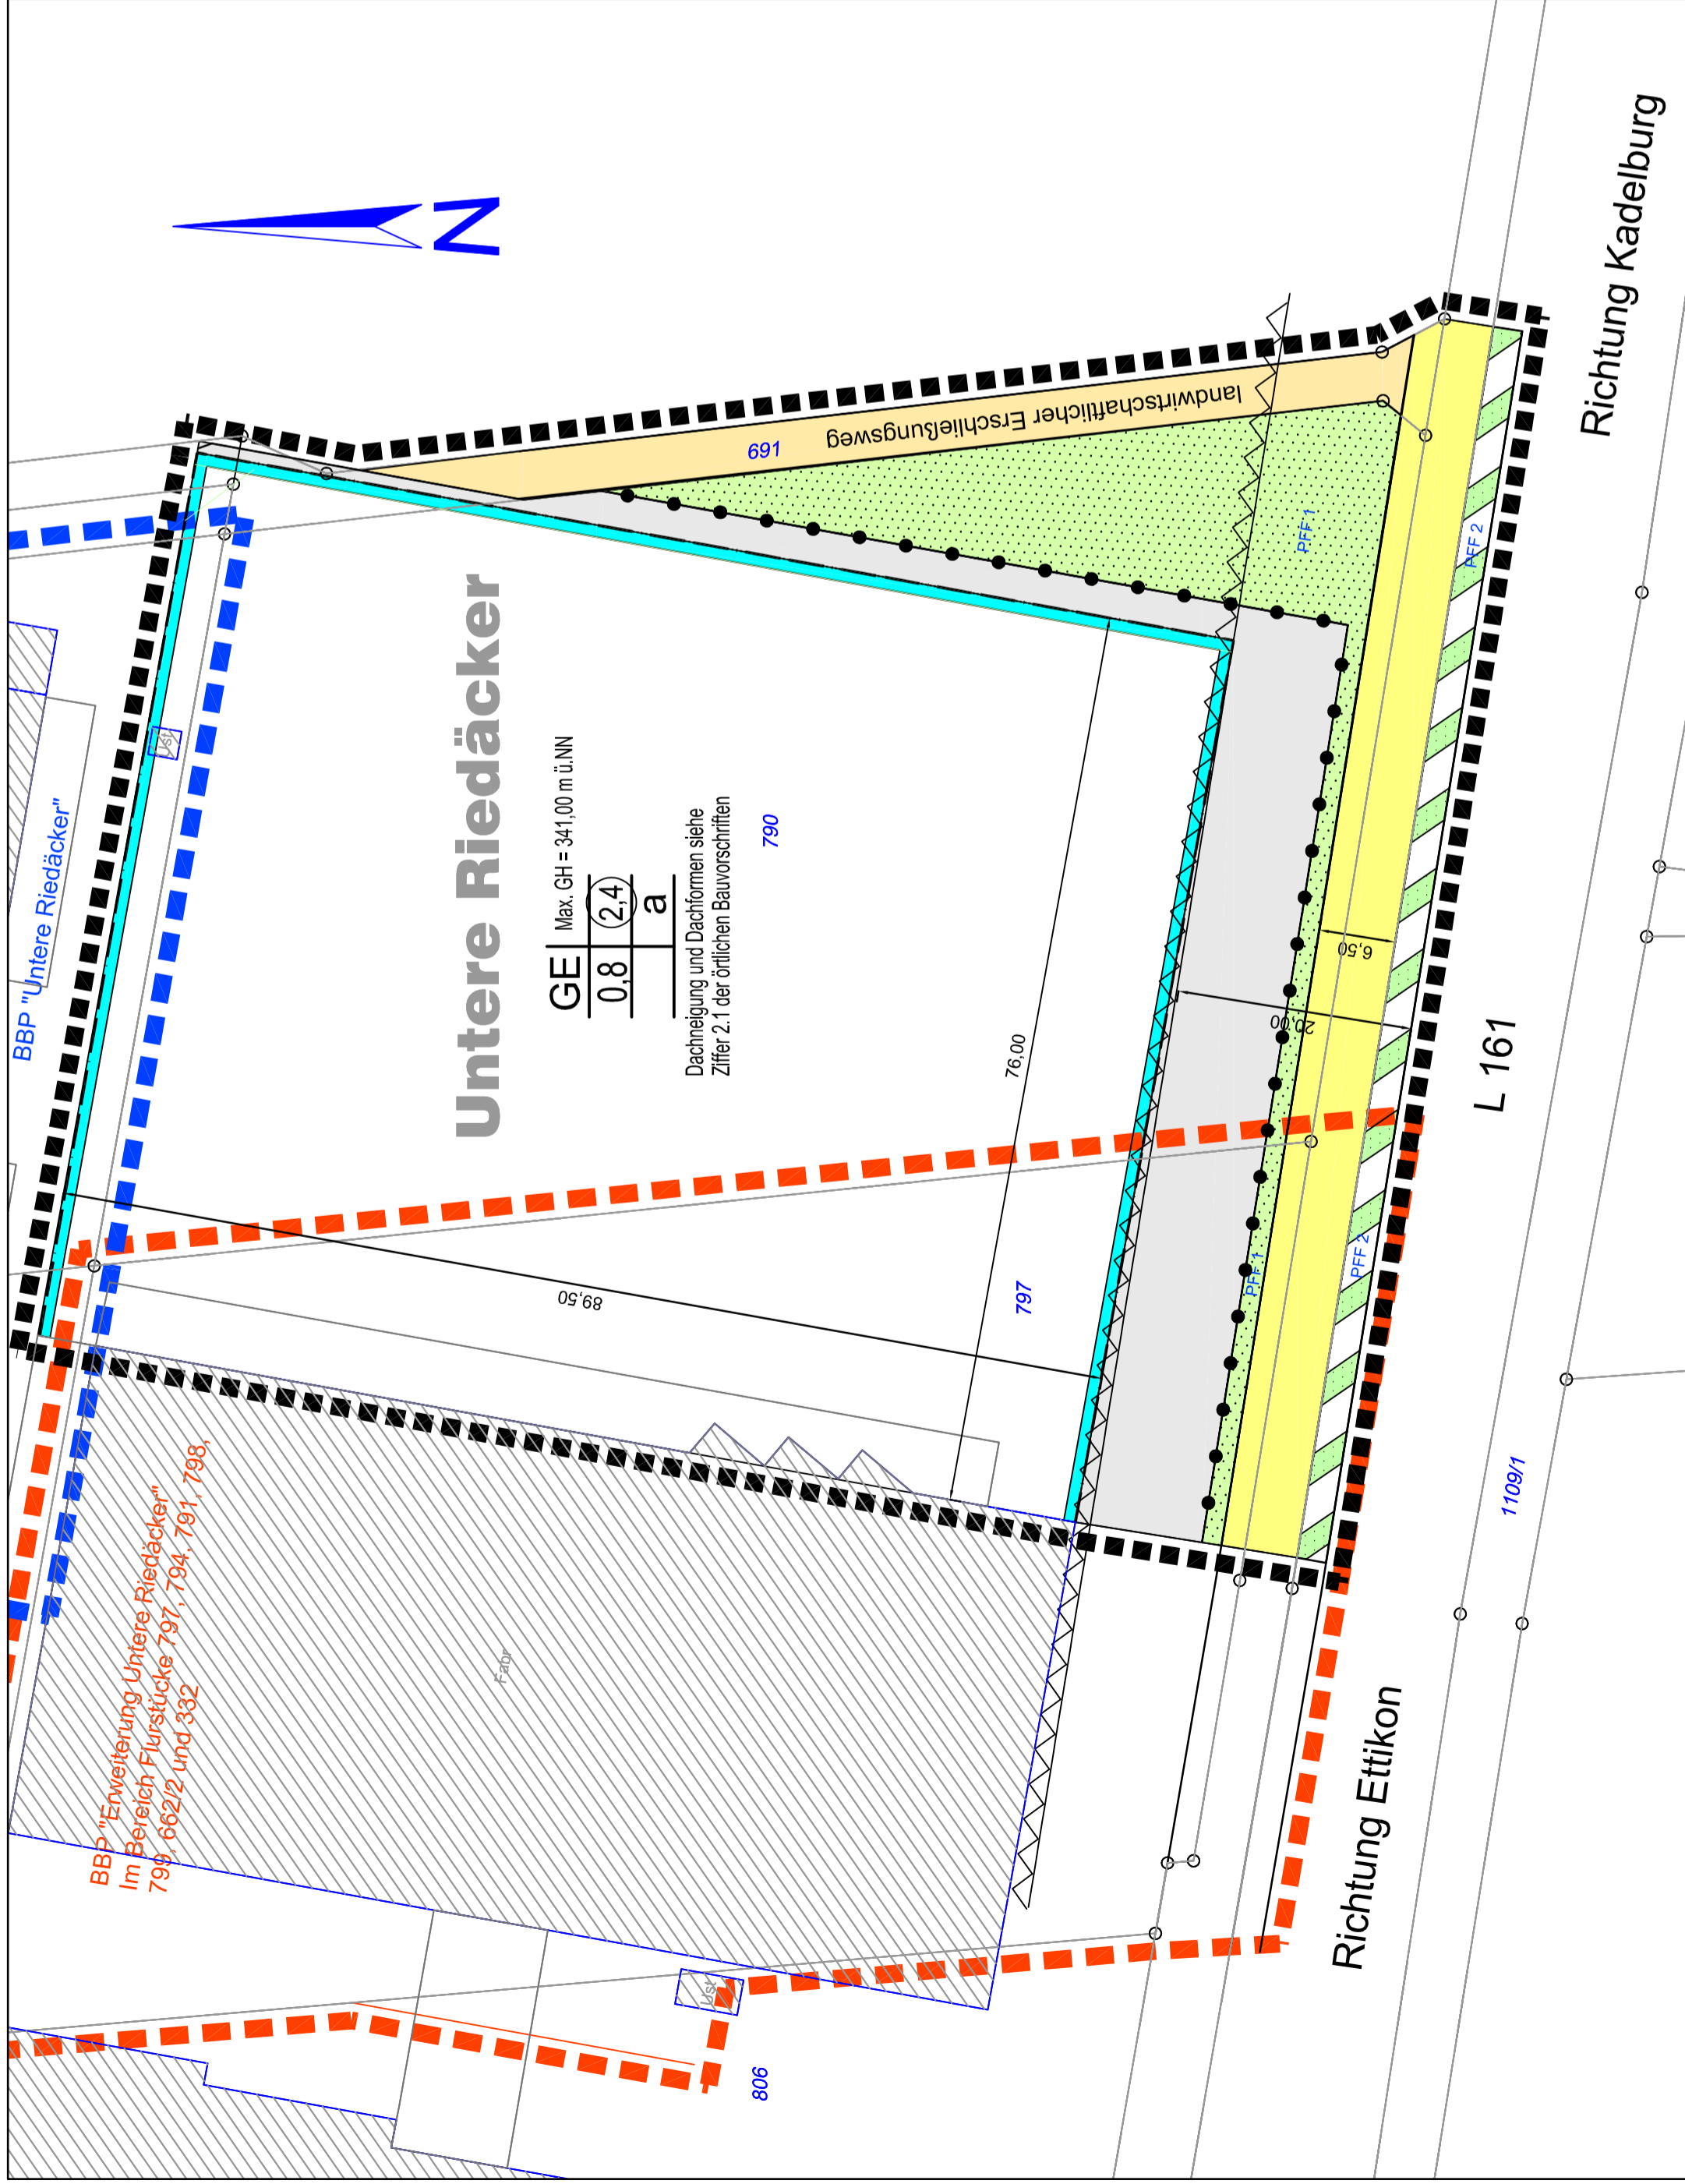 BBP "Untere Riedäcker"
Ust
N
Untere Riedäcker
GE Max. GH = 341,00 m ü.NN
0,8 2,4
a
Dachneigung und Dachformen siehe
Ziffer 2.1 der örtlichen Bauvorschriften
790
691
landwirtschaftlicher Erschließungsweg
76,00
89,50
797
PFF 1
PFF 2
6,50
20,00
PFF 1
PFF 2
BBP "Erweiterung Untere Riedäcker"
Im Bereich Flurstücke 797, 794, 791, 798,
799, 662/2 und 332
Fabr
Ust
806
L 161
1109/1
Richtung Ettikon
Richtung Kadelburg